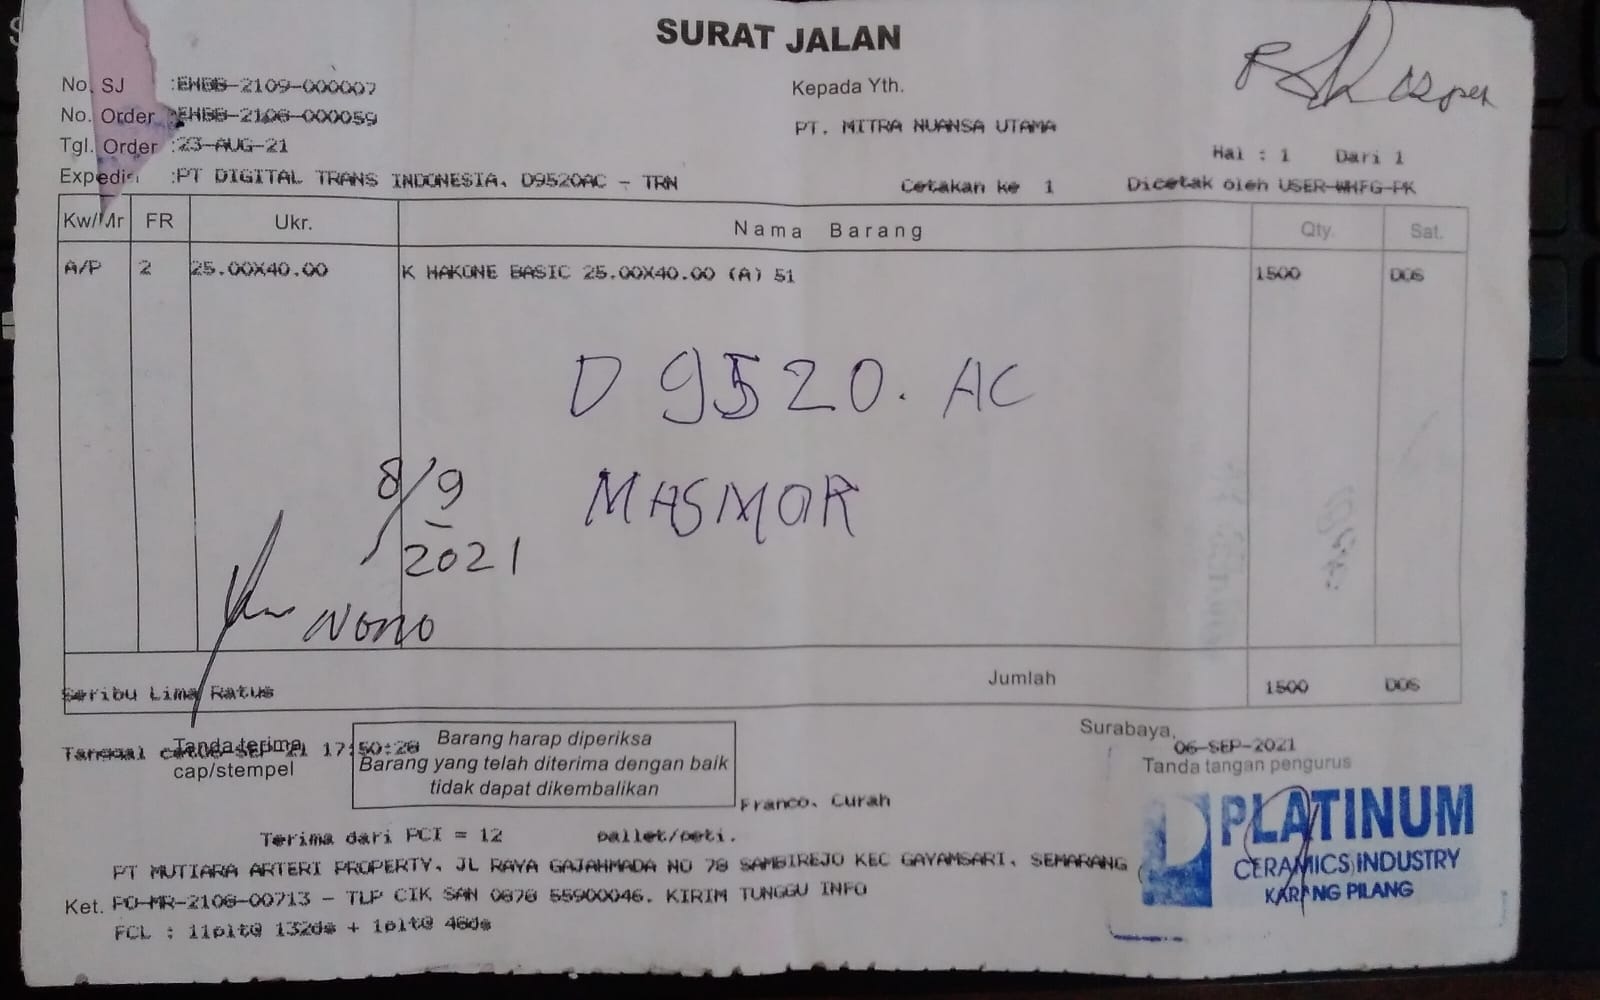 SURAT JALAN
No. SJ :EHBB-2109-000007
No. Order :EHBB-2108-000059
Tgl. Order :23-AUG-21
Expedisi :PT DIGITAL TRANS INDONESIA. D9520AC - TRN
Kepada Yth.
PT. MITRA NUANSA UTAMA
Hal : 1 Dari 1
Cetakan ke 1 Dicetak oleh USER-WHFG-PK
Kw/Mr FR Ukr. Nama Barang Qty. Sat.
A/P 2 25.00X40.00 K HAKONE BASIC 25.00X40.00 (A) 51 1500 DOS
D 9520. AC
MASMOR
8/9
2021
NONO
Seribu Lima Ratus Jumlah 1500 DOS
Tanggal 06-SEP-21 17:50:28
Tanda terima
cap/stempel
Barang harap diperiksa
Barang yang telah diterima dengan baik
tidak dapat dikembalikan
Franco. Curah
Surabaya, 06-SEP-2021
Tanda tangan pengurus
PLATINUM
CERAMICS INDUSTRY
KARANG PILANG
Terima dari PCI = 12 pallet/peti.
PT MUTIARA ARTERI PROPERTY. JL RAYA GAJAHMADA NO 78 SAMBIREJO KEC GAYAMSARI. SEMARANG (
Ket. PO-MR-2108-00713 - TLP CIK SAN 0878 55900046. KIRIM TUNGGU INFO
FCL : 11plt@ 132ds + 1plt@ 48ds